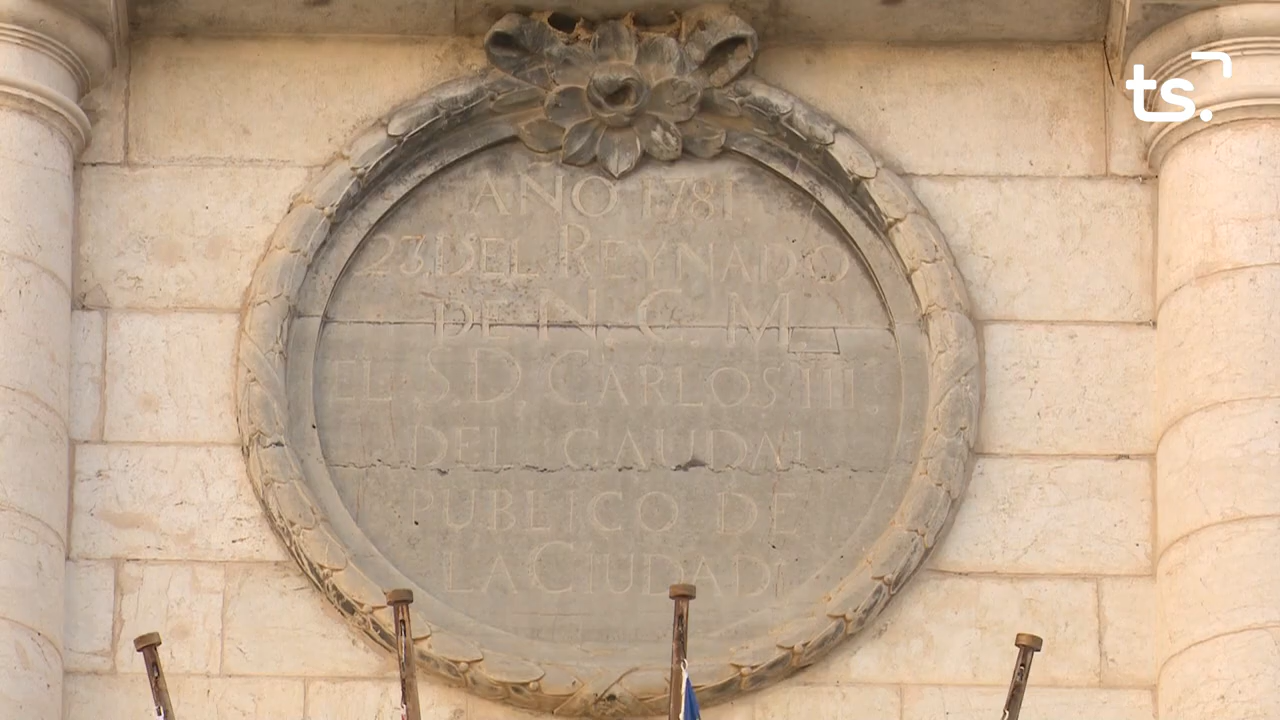 ts.
AÑO 1781
23 DEL REYNADO
DE N. C. M.
EL S. D. CARLOS III.
DEL CAUDAL
PUBLICO DE
LA CIUDAD